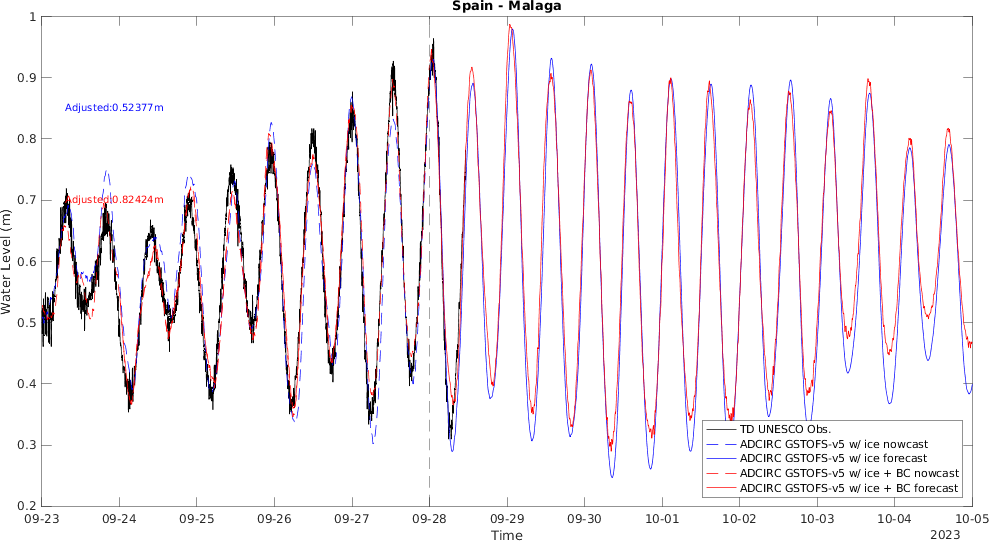 Spain - Malaga
1
0.9
0.8
0.7
0.6
0.5
0.4
0.3
0.2
Water Level (m)
Adjusted:0.52377m
Adjusted:0.82424m
TD UNESCO Obs.
ADCIRC GSTOFS-v5 w/ ice nowcast
ADCIRC GSTOFS-v5 w/ ice forecast
ADCIRC GSTOFS-v5 w/ ice + BC nowcast
ADCIRC GSTOFS-v5 w/ ice + BC forecast
09-23 09-24 09-25 09-26 09-27 09-28 09-29 09-30 10-01 10-02 10-03 10-04 10-05
Time
2023